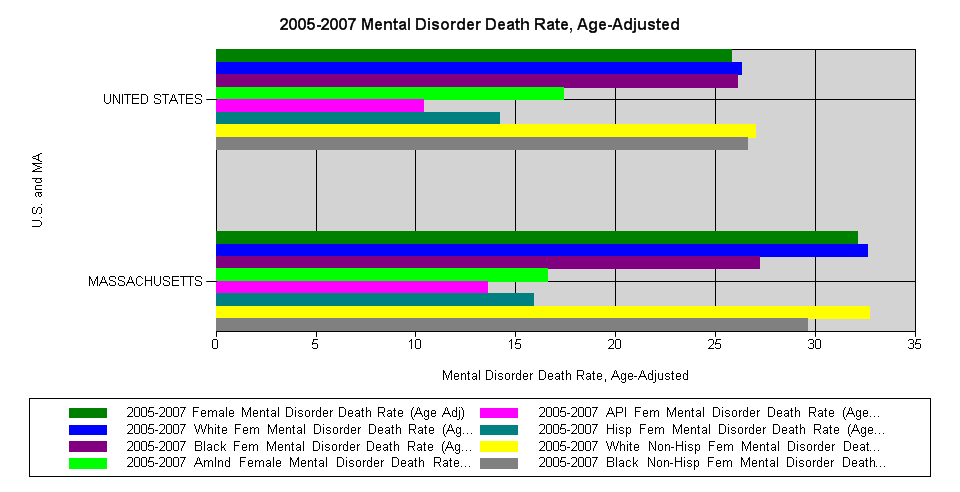 2005-2007 Mental Disorder Death Rate, Age-Adjusted
UNITED STATES
U.S. and MA
MASSACHUSETTS
0 5 10 15 20 25 30 35
Mental Disorder Death Rate, Age-Adjusted
2005-2007 Female Mental Disorder Death Rate (Age Adj)
2005-2007 White Fem Mental Disorder Death Rate (Ag...
2005-2007 Black Fem Mental Disorder Death Rate (Ag...
2005-2007 AmInd Female Mental Disorder Death Rate...
2005-2007 API Fem Mental Disorder Death Rate (Age...
2005-2007 Hisp Fem Mental Disorder Death Rate (Age...
2005-2007 White Non-Hisp Fem Mental Disorder Deat...
2005-2007 Black Non-Hisp Fem Mental Disorder Death...